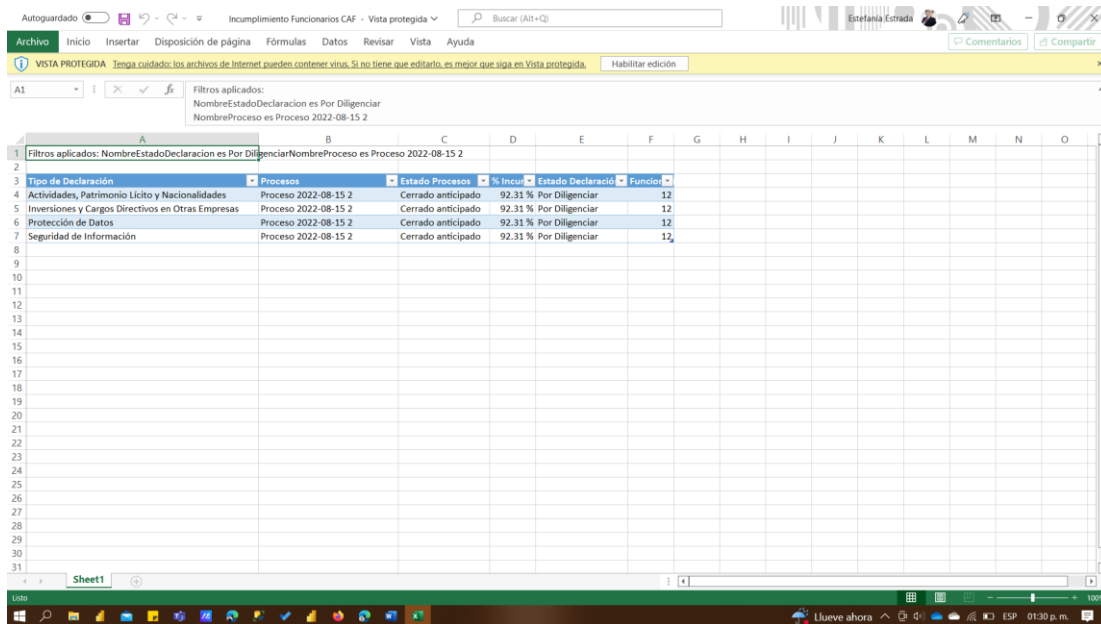 Autoguardado Incumplimiento Funcionarios CAF - Vista protegida Buscar (Alt+Q) Estefanía Estrada
Archivo Inicio Insertar Disposición de página Fórmulas Datos Revisar Vista Ayuda Comentarios Compartir
VISTA PROTEGIDA Tenga cuidado: los archivos de Internet pueden contener virus. Si no tiene que editarlo, es mejor que siga en Vista protegida. Habilitar edición
A1 fx Filtros aplicados:
NombreEstadoDeclaracion es Por Diligenciar
NombreProceso es Proceso 2022-08-15 2
A B C D E F G H I J K L M N O
1 Filtros aplicados: NombreEstadoDeclaracion es Por DiligenciarNombreProceso es Proceso 2022-08-15 2
2
3 Tipo de Declaración Procesos Estado Procesos % Incum Estado Declaració Funcior
4 Actividades, Patrimonio Lícito y Nacionalidades Proceso 2022-08-15 2 Cerrado anticipado 92.31 % Por Diligenciar 12
5 Inversiones y Cargos Directivos en Otras Empresas Proceso 2022-08-15 2 Cerrado anticipado 92.31 % Por Diligenciar 12
6 Protección de Datos Proceso 2022-08-15 2 Cerrado anticipado 92.31 % Por Diligenciar 12
7 Seguridad de Información Proceso 2022-08-15 2 Cerrado anticipado 92.31 % Por Diligenciar 12
8
9
10
11
12
13
14
15
16
17
18
19
20
21
22
23
24
25
26
27
28
29
30
31
Sheet1
Listo 100%
Llueve ahora ESP 01:30 p. m.